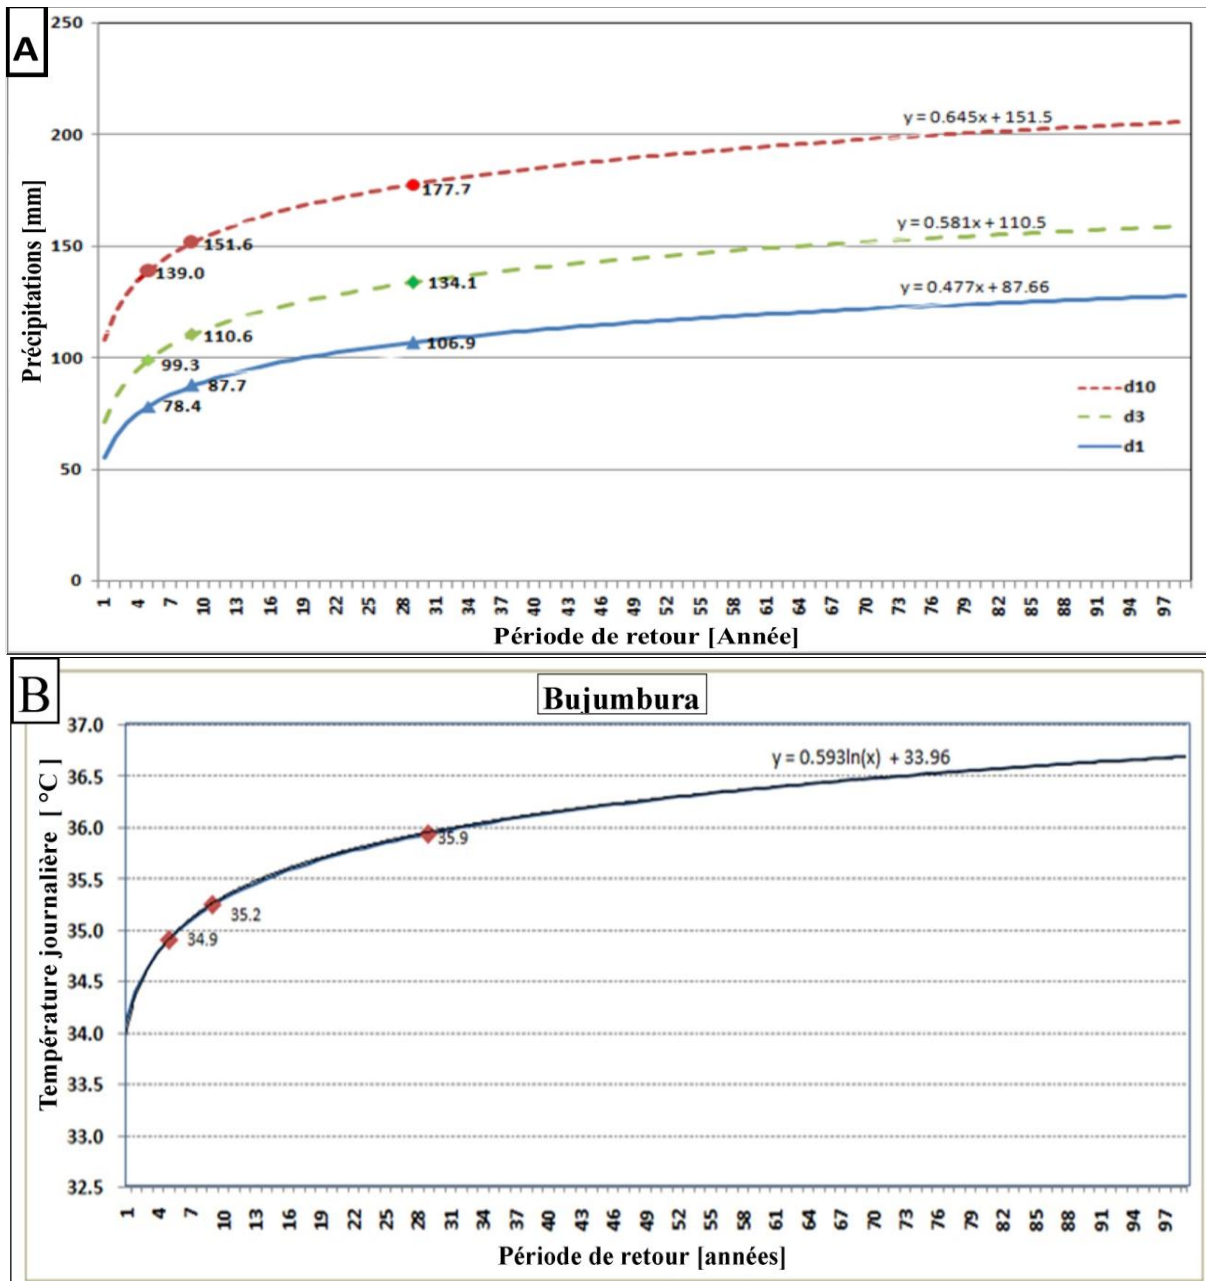 A
250
200
150
100
50
0
Précipitations [mm]
y = 0.645x + 151.5
177.7
151.6
139.0
y = 0.581x + 110.5
134.1
110.6
99.3
y = 0.477x + 87.66
106.9
87.7
78.4
d10
d3
d1
1 4 7 10 13 16 19 22 25 28 31 34 37 40 43 46 49 52 55 58 61 64 67 70 73 76 79 82 85 88 91 94 97
Période de retour [Année]
B
Bujumbura
37.0
36.5
36.0
35.5
35.0
34.5
34.0
33.5
33.0
32.5
Température journalière [ °C ]
y = 0.593ln(x) + 33.96
35.9
35.2
34.9
1 4 7 10 13 16 19 22 25 28 31 34 37 40 43 46 49 52 55 58 61 64 67 70 73 76 79 82 85 88 91 94 97
Période de retour [années]